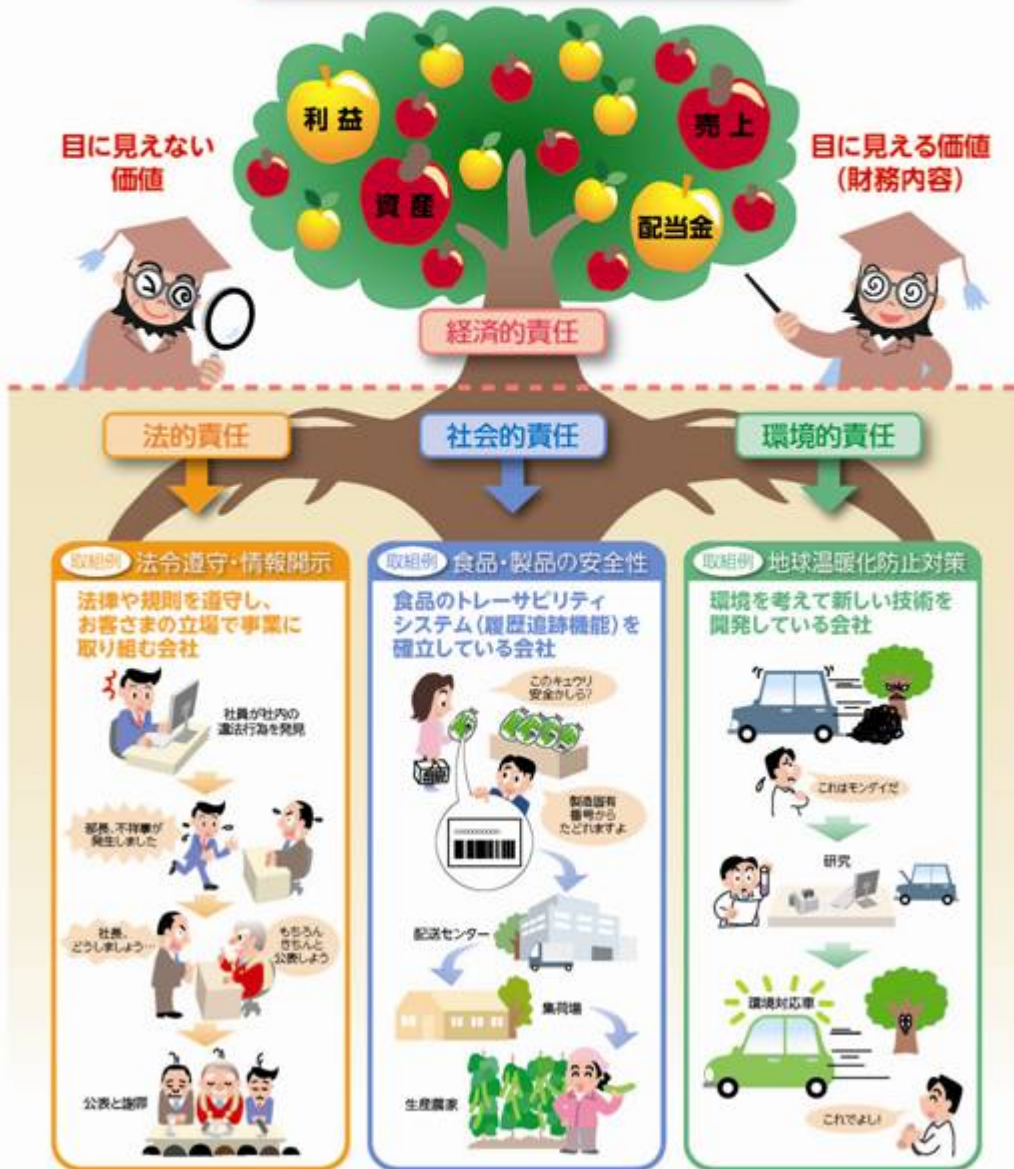 目に見えない
価値
目に見える価値
（財務内容）
利益
売上
資産
配当金
経済的責任
法的責任
社会的責任
環境的責任
取組例 法令遵守・情報開示
法律や規則を遵守し、
お客さまの立場で事業に
取り組む会社
社員が社内の
違法行為を発見
部長、不祥事が
発生しました
社長、
どうしましょう…
もちろん
きちんと
公表しよう
公表と謝罪
取組例 食品・製品の安全性
食品のトレーサビリティ
システム（履歴追跡機能）を
確立している会社
このキュウリ
安全かしら？
製造固有
番号から
たどれますよ
配送センター
集荷場
生産農家
取組例 地球温暖化防止対策
環境を考えて新しい技術を
開発している会社
これはモンダイだ
研究
環境対応車
これでよし！